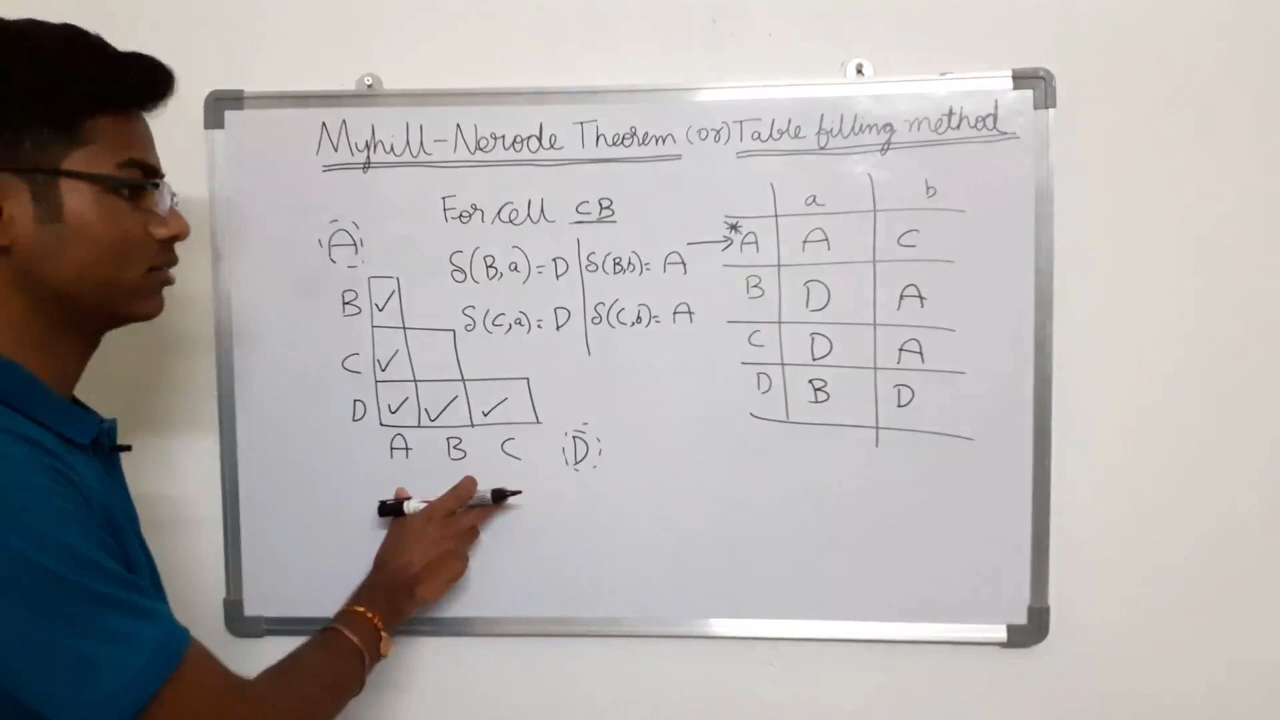 Myhill-Nerode Theorem (or) Table filling method
For cell CB
δ(B,a)=D | δ(B,b)= A
δ(C,a)=D | δ(C,b)= A
A
B ✓
C ✓
D ✓ ✓ ✓
A B C D
a b
→*A A C
B D A
C D A
D B D